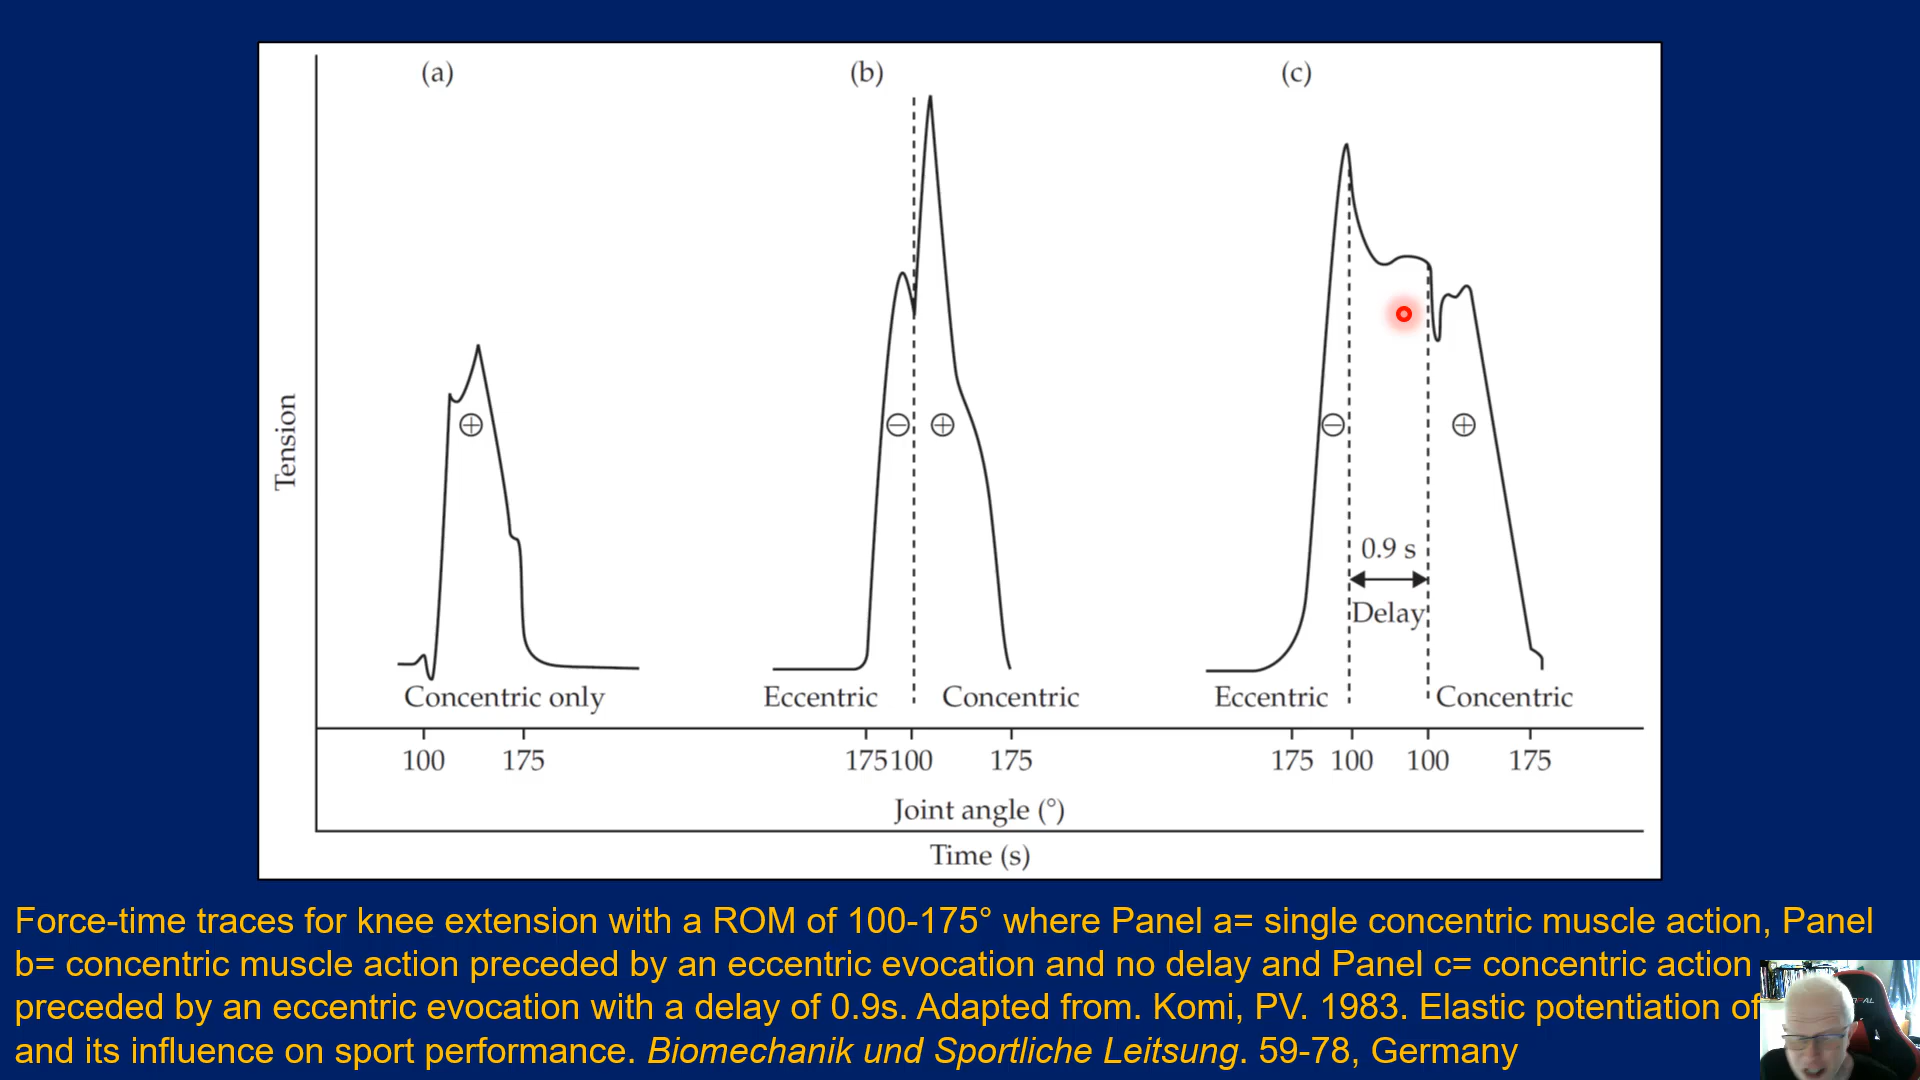 (a) (b) (c)
Tension
0.9 s
Delay
Concentric only Eccentric Concentric Eccentric Concentric
100 175 175 100 175 175 100 100 175
Joint angle (°)
Time (s)
Force-time traces for knee extension with a ROM of 100-175° where Panel a= single concentric muscle action, Panel
b= concentric muscle action preceded by an eccentric evocation and no delay and Panel c= concentric action
preceded by an eccentric evocation with a delay of 0.9s. Adapted from. Komi, PV. 1983. Elastic potentiation of
and its influence on sport performance. Biomechanik und Sportliche Leitsung. 59-78, Germany